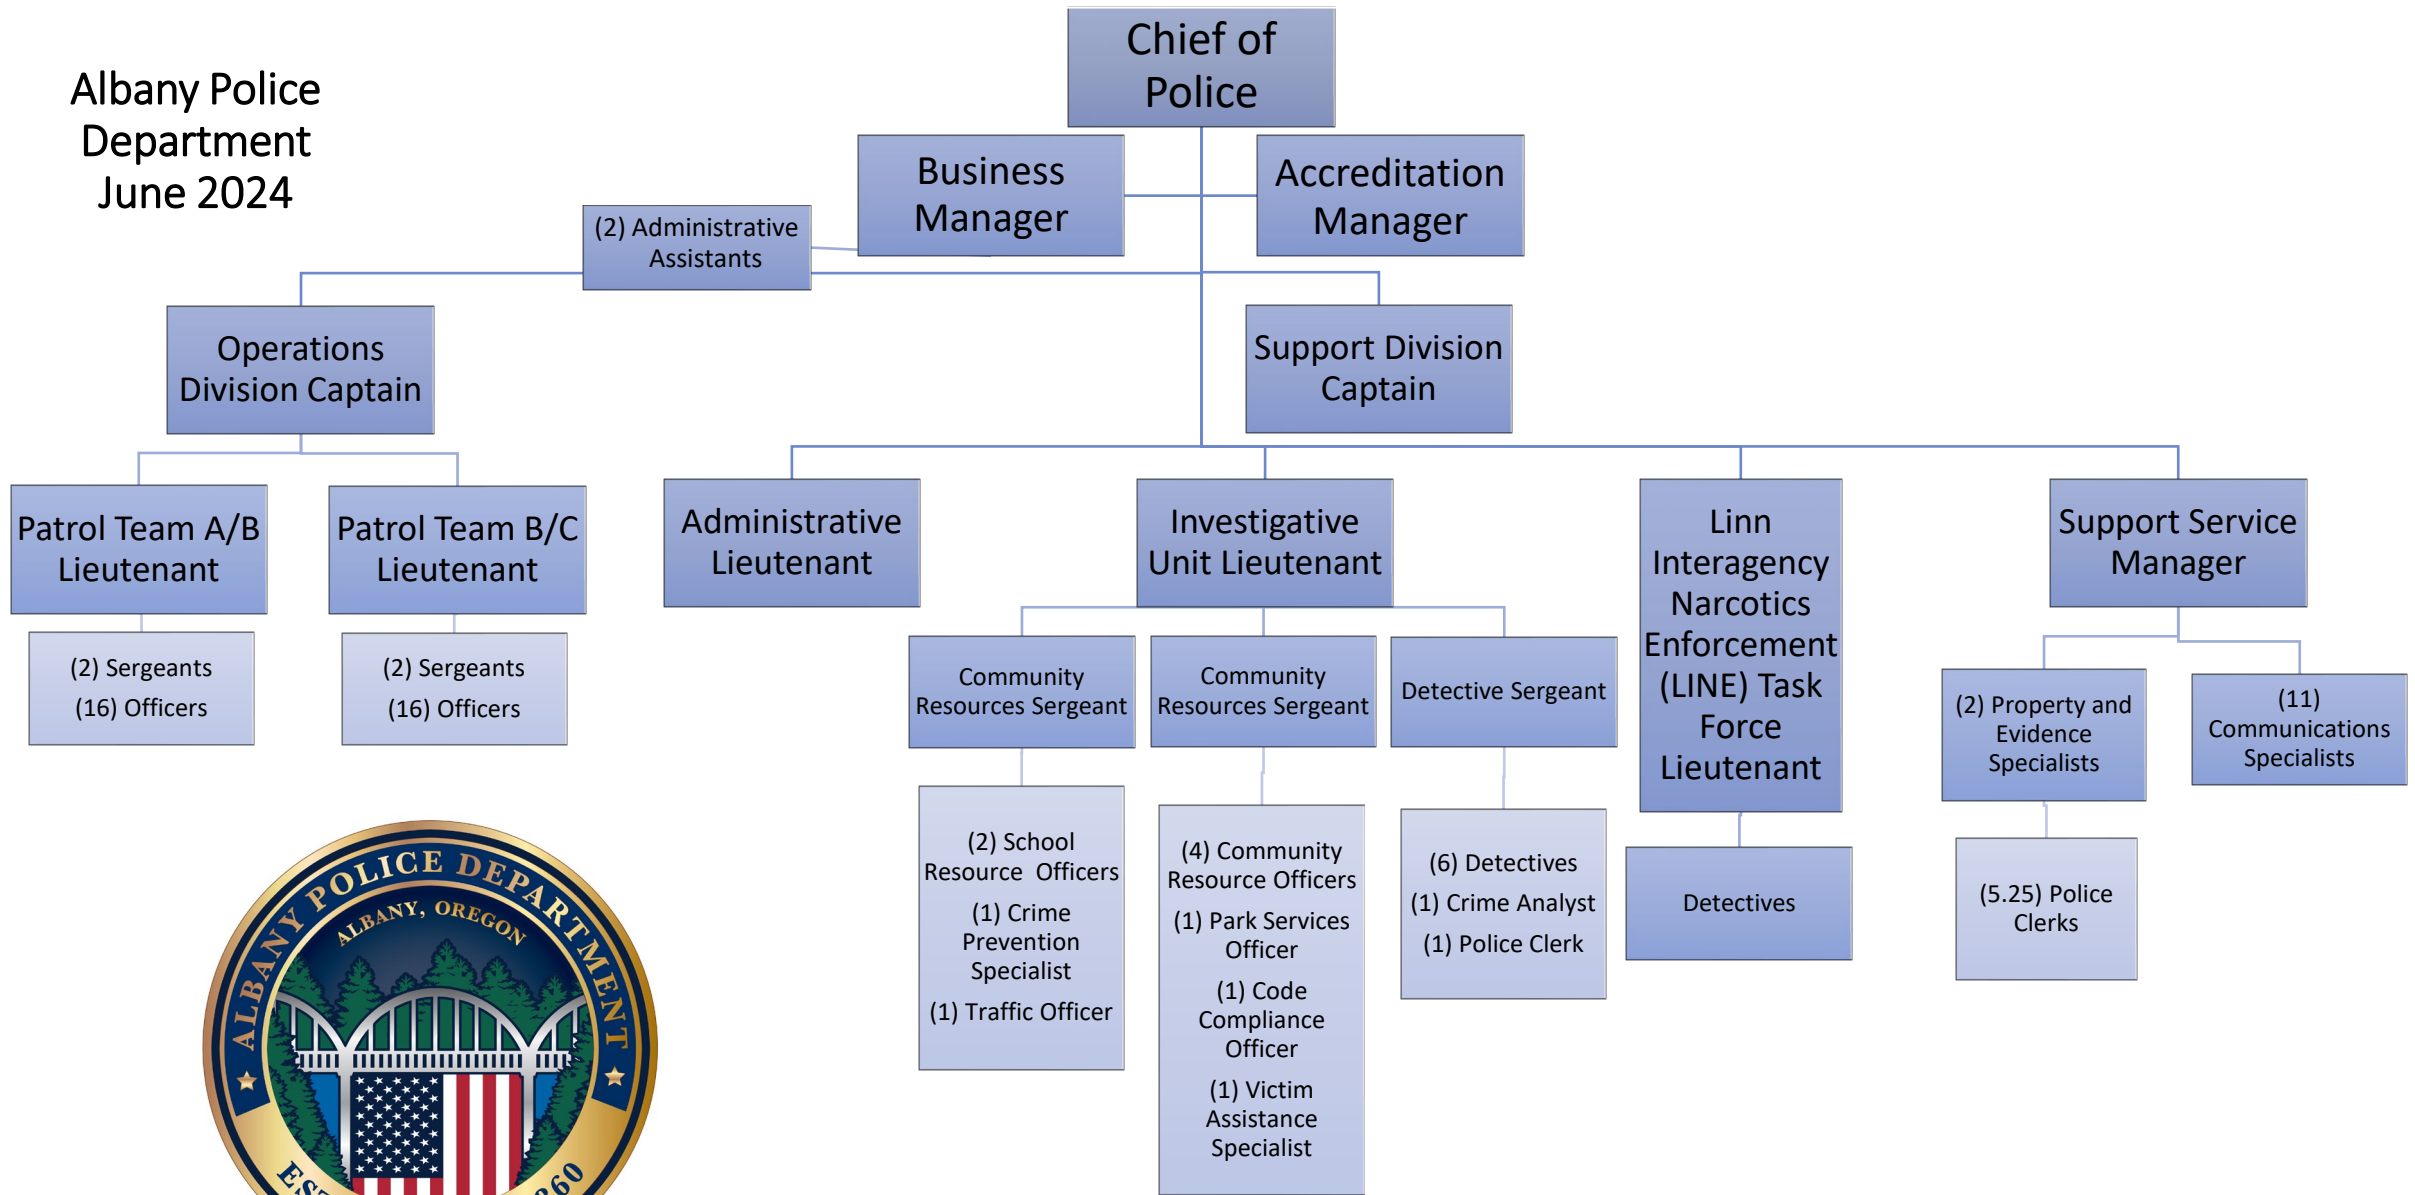 Albany Police
Department
June 2024
Chief of
Police
Business
Manager
Accreditation
Manager
(2) Administrative
Assistants
Operations
Division Captain
Support Division
Captain
Patrol Team A/B
Lieutenant
Patrol Team B/C
Lieutenant
Administrative
Lieutenant
Investigative
Unit Lieutenant
Linn
Interagency
Narcotics
Enforcement
(LINE) Task
Force
Lieutenant
Support Service
Manager
(2) Sergeants
(16) Officers
(2) Sergeants
(16) Officers
Community
Resources Sergeant
Community
Resources Sergeant
Detective Sergeant
(2) Property and
Evidence
Specialists
(11)
Communications
Specialists
(2) School
Resource  Officers
(1) Crime
Prevention
Specialist
(1) Traffic Officer
(4) Community
Resource Officers
(1) Park Services
Officer
(1) Code
Compliance
Officer
(1) Victim
Assistance
Specialist
(6) Detectives
(1) Crime Analyst
(1) Police Clerk
Detectives
(5.25) Police
Clerks
ALBANY POLICE DEPARTMENT
ALBANY, OREGON